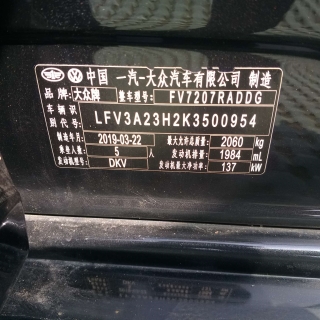 中国 一汽-大众汽车有限公司 制造
品牌 大众牌 整车型号 FV7207RADDG
车辆识别代号 LFV3A23H2K3500954
制造年月 2019-03-22 最大允许总质量 2060 kg
乘坐人数 5 人 发动机排量 1984 mL
发动机型号 DKV 发动机最大净功率 137 kW